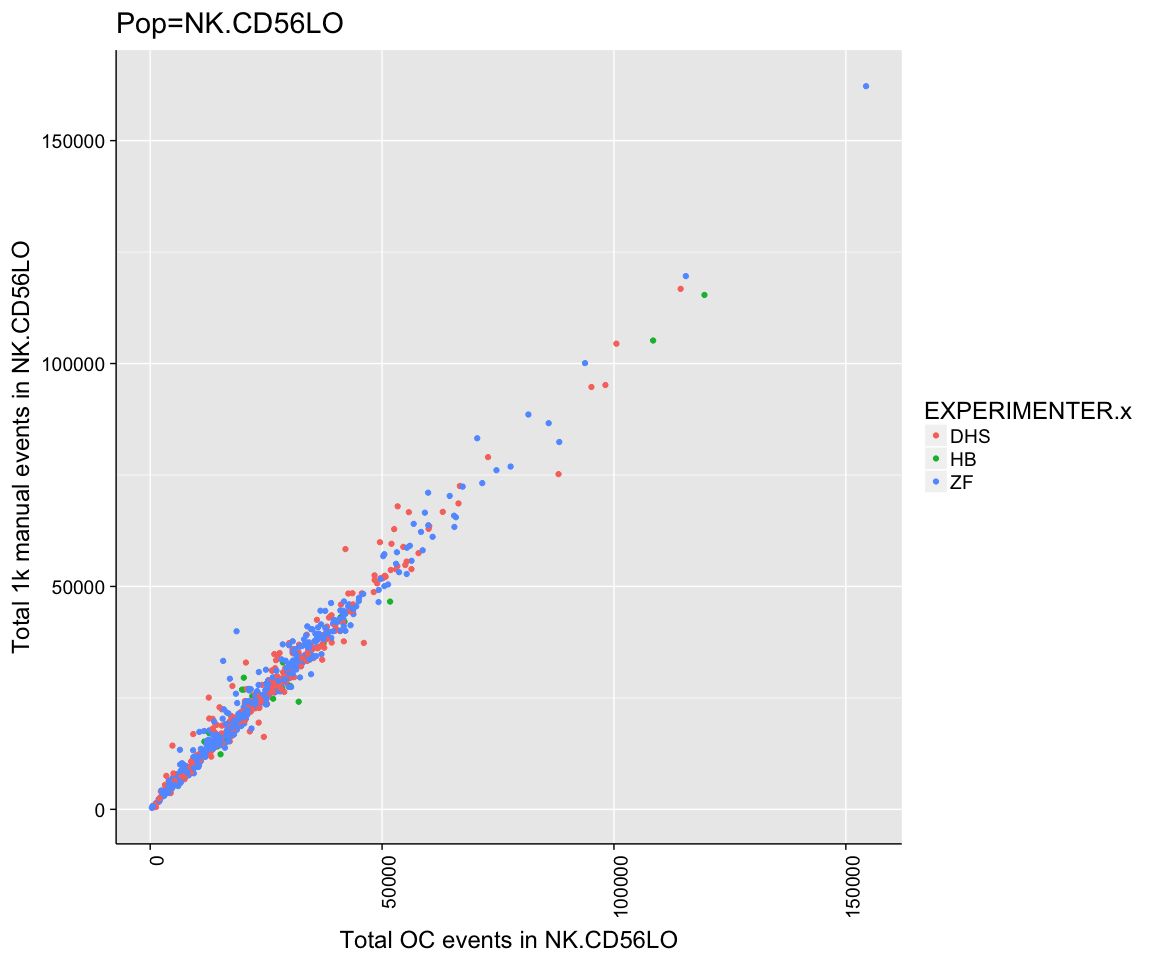 Pop=NK.CD56LO
Total 1k manual events in NK.CD56LO
150000
100000
50000
0
0
50000
100000
150000
Total OC events in NK.CD56LO
EXPERIMENTER.x
DHS
HB
ZF